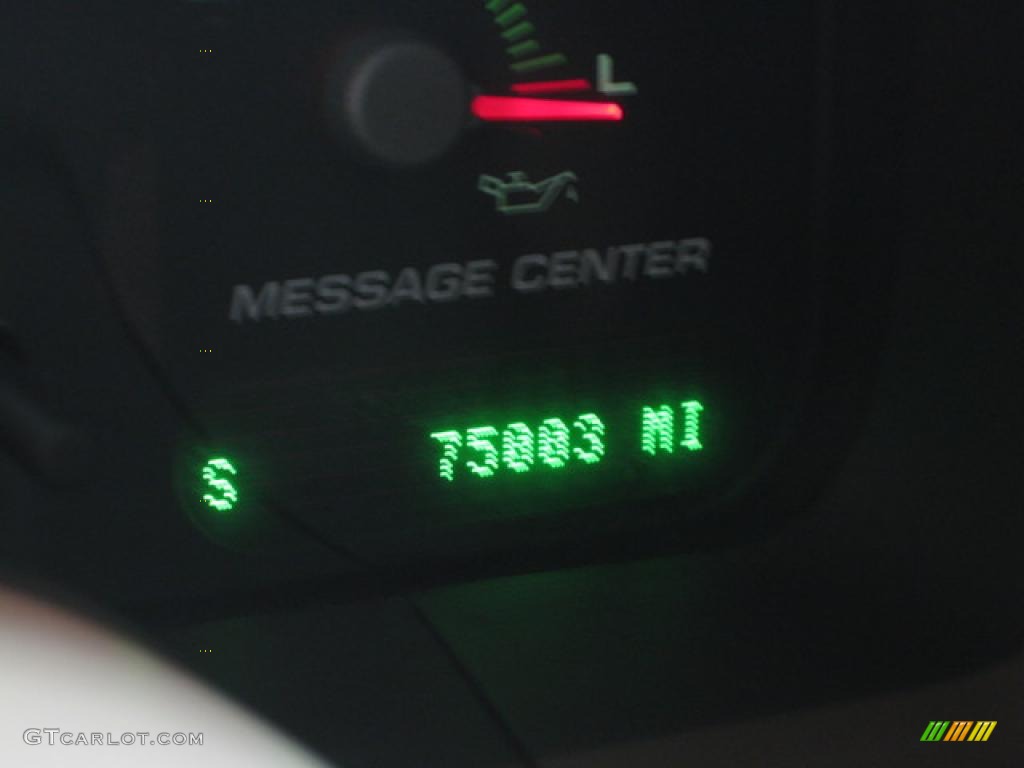 L
MESSAGE CENTER
S 75003 MI
GTCARLOT.COM